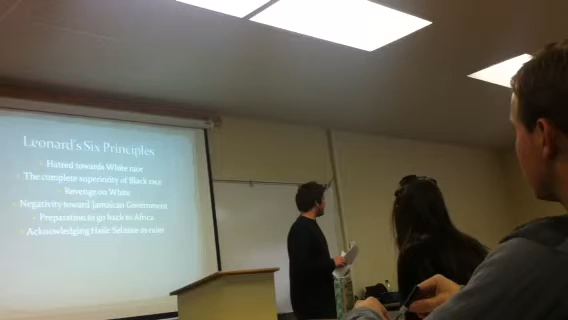 Leonard's Six Principles
Hatred towards White race
The complete superiority of Black race
Revenge on White
Negativity toward Jamaican Government
Preparation to go back to Africa
Acknowledging Haile Selassie as ruler